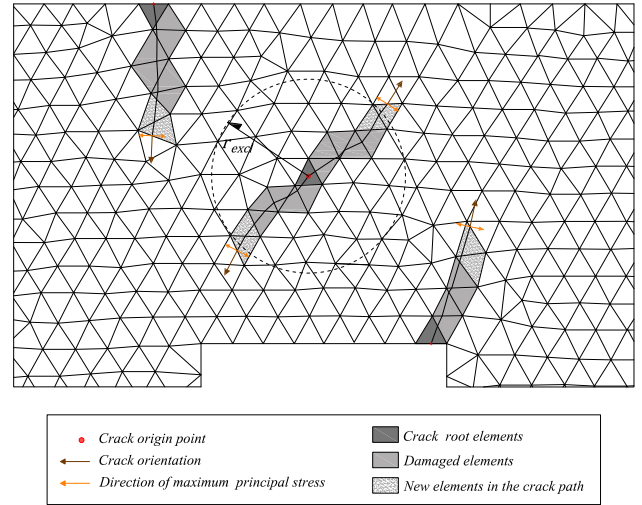 r excl
Crack origin point
Crack orientation
Direction of maximum principal stress
Crack root elements
Damaged elements
New elements in the crack path